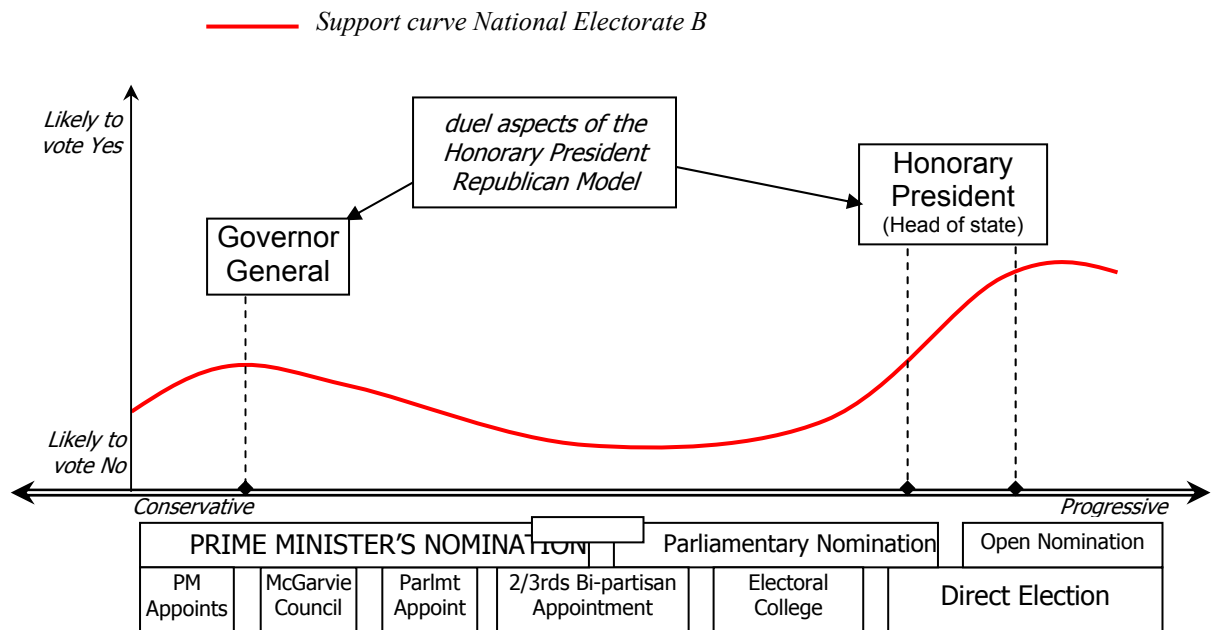 Support curve National Electorate B
Likely to
vote Yes
duel aspects of the
Honorary President
Republican Model
Honorary
President
(Head of state)
Governor
General
Likely to
vote No
Conservative
Progressive
PRIME MINISTER'S NOMINATION
Parliamentary Nomination
Open Nomination
PM
Appoints
McGarvie
Council
Parlmt
Appoint
2/3rds Bi-partisan
Appointment
Electoral
College
Direct Election